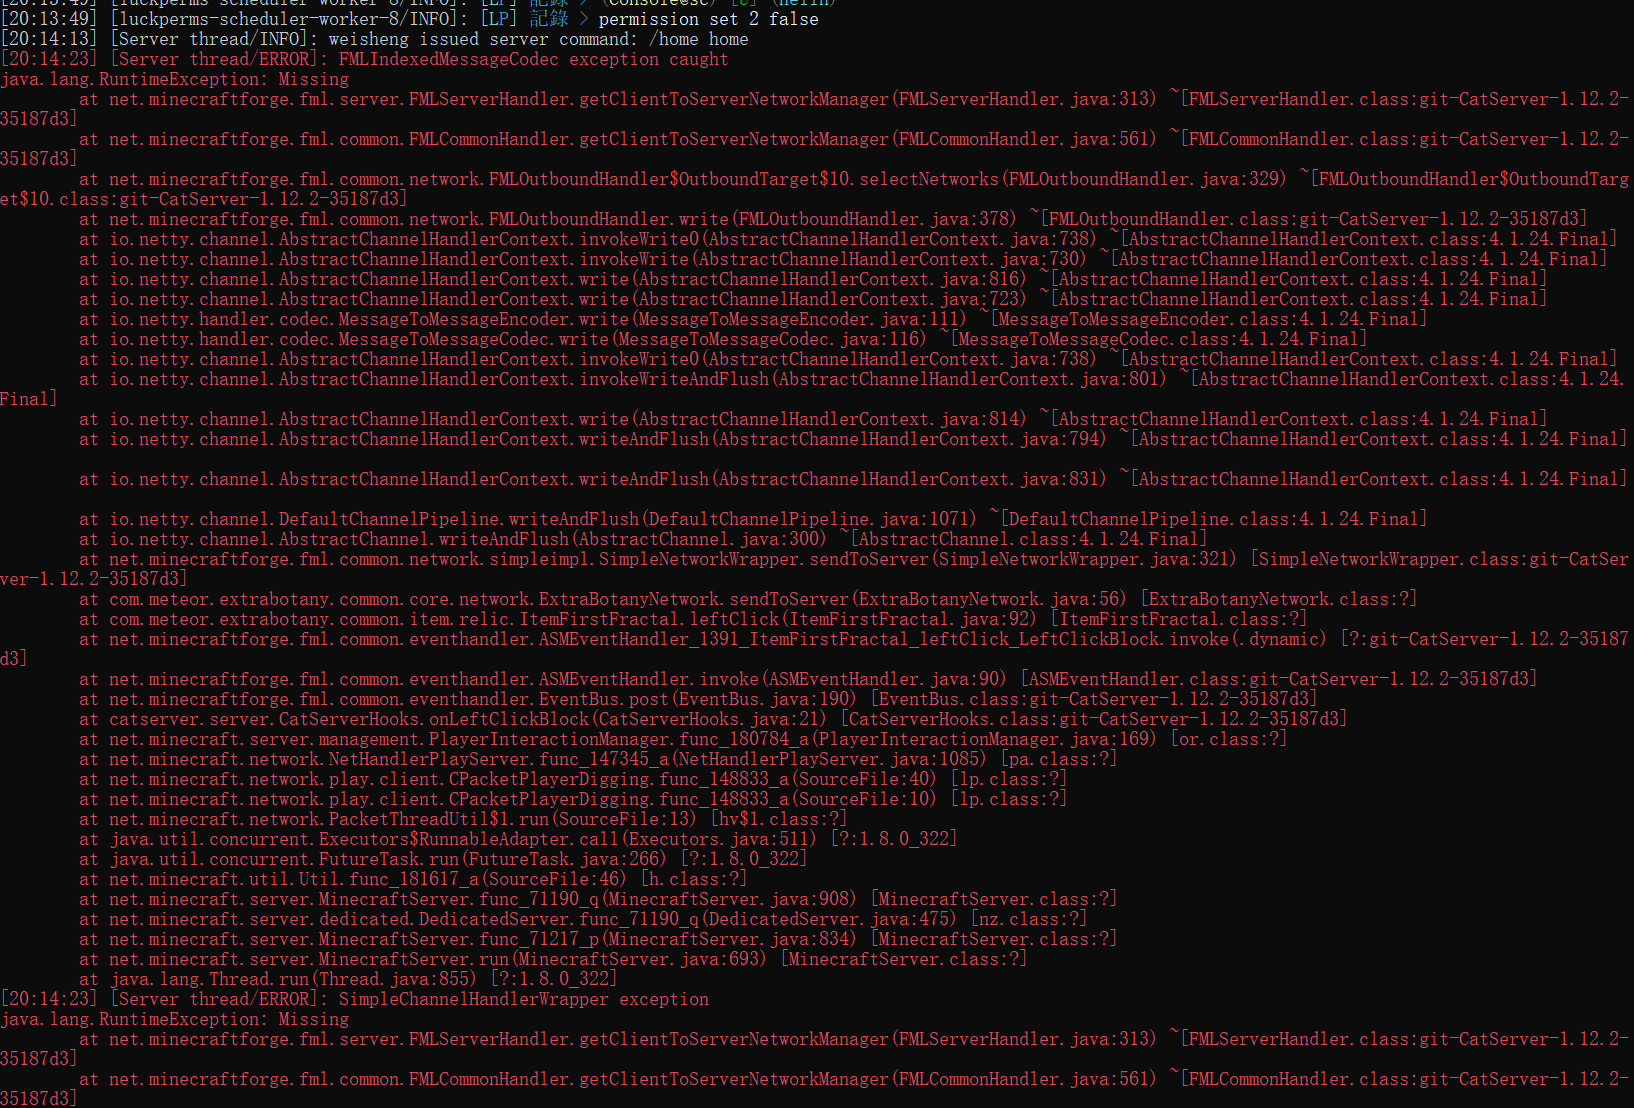 [20:13:49] [luckperms-scheduler-worker-8/INFO]: [LP] 記錄 > (Console@sc) [U] (helin)
[20:13:49] [luckperms-scheduler-worker-8/INFO]: [LP] 記錄 > permission set 2 false
[20:14:13] [Server thread/INFO]: weisheng issued server command: /home home
[20:14:23] [Server thread/ERROR]: FMLIndexedMessageCodec exception caught
java.lang.RuntimeException: Missing
at net.minecraftforge.fml.server.FMLServerHandler.getClientToServerNetworkManager(FMLServerHandler.java:313) ~[FMLServerHandler.class:git-CatServer-1.12.2-
35187d3]
at net.minecraftforge.fml.common.FMLCommonHandler.getClientToServerNetworkManager(FMLCommonHandler.java:561) ~[FMLCommonHandler.class:git-CatServer-1.12.2-
35187d3]
at net.minecraftforge.fml.common.network.FMLOutboundHandler$OutboundTarget$10.selectNetworks(FMLOutboundHandler.java:329) ~[FMLOutboundHandler$OutboundTarg
et$10.class:git-CatServer-1.12.2-35187d3]
at net.minecraftforge.fml.common.network.FMLOutboundHandler.write(FMLOutboundHandler.java:378) ~[FMLOutboundHandler.class:git-CatServer-1.12.2-35187d3]
at io.netty.channel.AbstractChannelHandlerContext.invokeWrite0(AbstractChannelHandlerContext.java:738) ~[AbstractChannelHandlerContext.class:4.1.24.Final]
at io.netty.channel.AbstractChannelHandlerContext.invokeWrite(AbstractChannelHandlerContext.java:730) ~[AbstractChannelHandlerContext.class:4.1.24.Final]
at io.netty.channel.AbstractChannelHandlerContext.write(AbstractChannelHandlerContext.java:816) ~[AbstractChannelHandlerContext.class:4.1.24.Final]
at io.netty.channel.AbstractChannelHandlerContext.write(AbstractChannelHandlerContext.java:723) ~[AbstractChannelHandlerContext.class:4.1.24.Final]
at io.netty.handler.codec.MessageToMessageEncoder.write(MessageToMessageEncoder.java:111) ~[MessageToMessageEncoder.class:4.1.24.Final]
at io.netty.handler.codec.MessageToMessageCodec.write(MessageToMessageCodec.java:116) ~[MessageToMessageCodec.class:4.1.24.Final]
at io.netty.channel.AbstractChannelHandlerContext.invokeWrite0(AbstractChannelHandlerContext.java:738) ~[AbstractChannelHandlerContext.class:4.1.24.Final]
at io.netty.channel.AbstractChannelHandlerContext.invokeWriteAndFlush(AbstractChannelHandlerContext.java:801) ~[AbstractChannelHandlerContext.class:4.1.24.
Final]
at io.netty.channel.AbstractChannelHandlerContext.write(AbstractChannelHandlerContext.java:814) ~[AbstractChannelHandlerContext.class:4.1.24.Final]
at io.netty.channel.AbstractChannelHandlerContext.writeAndFlush(AbstractChannelHandlerContext.java:794) ~[AbstractChannelHandlerContext.class:4.1.24.Final]
at io.netty.channel.AbstractChannelHandlerContext.writeAndFlush(AbstractChannelHandlerContext.java:831) ~[AbstractChannelHandlerContext.class:4.1.24.Final]
at io.netty.channel.DefaultChannelPipeline.writeAndFlush(DefaultChannelPipeline.java:1071) ~[DefaultChannelPipeline.class:4.1.24.Final]
at io.netty.channel.AbstractChannel.writeAndFlush(AbstractChannel.java:300) ~[AbstractChannel.class:4.1.24.Final]
at net.minecraftforge.fml.common.network.simpleimpl.SimpleNetworkWrapper.sendToServer(SimpleNetworkWrapper.java:321) [SimpleNetworkWrapper.class:git-CatSer
ver-1.12.2-35187d3]
at com.meteor.extrabotany.common.core.network.ExtraBotanyNetwork.sendToServer(ExtraBotanyNetwork.java:56) [ExtraBotanyNetwork.class:?]
at com.meteor.extrabotany.common.item.relic.ItemFirstFractal.leftClick(ItemFirstFractal.java:92) [ItemFirstFractal.class:?]
at net.minecraftforge.fml.common.eventhandler.ASMEventHandler_1391_ItemFirstFractal_leftClick_LeftClickBlock.invoke(.dynamic) [?:git-CatServer-1.12.2-35187
d3]
at net.minecraftforge.fml.common.eventhandler.ASMEventHandler.invoke(ASMEventHandler.java:90) [ASMEventHandler.class:git-CatServer-1.12.2-35187d3]
at net.minecraftforge.fml.common.eventhandler.EventBus.post(EventBus.java:190) [EventBus.class:git-CatServer-1.12.2-35187d3]
at catserver.server.CatServerHooks.onLeftClickBlock(CatServerHooks.java:21) [CatServerHooks.class:git-CatServer-1.12.2-35187d3]
at net.minecraft.server.management.PlayerInteractionManager.func_180784_a(PlayerInteractionManager.java:169) [or.class:?]
at net.minecraft.network.NetHandlerPlayServer.func_147345_a(NetHandlerPlayServer.java:1085) [pa.class:?]
at net.minecraft.network.play.client.CPacketPlayerDigging.func_148833_a(SourceFile:40) [lp.class:?]
at net.minecraft.network.play.client.CPacketPlayerDigging.func_148833_a(SourceFile:10) [lp.class:?]
at net.minecraft.network.PacketThreadUtil$1.run(SourceFile:13) [hv$1.class:?]
at java.util.concurrent.Executors$RunnableAdapter.call(Executors.java:511) [?:1.8.0_322]
at java.util.concurrent.FutureTask.run(FutureTask.java:266) [?:1.8.0_322]
at net.minecraft.util.Util.func_181617_a(SourceFile:46) [h.class:?]
at net.minecraft.server.MinecraftServer.func_71190_q(MinecraftServer.java:908) [MinecraftServer.class:?]
at net.minecraft.server.dedicated.DedicatedServer.func_71190_q(DedicatedServer.java:475) [nz.class:?]
at net.minecraft.server.MinecraftServer.func_71217_p(MinecraftServer.java:834) [MinecraftServer.class:?]
at net.minecraft.server.MinecraftServer.run(MinecraftServer.java:693) [MinecraftServer.class:?]
at java.lang.Thread.run(Thread.java:855) [?:1.8.0_322]
[20:14:23] [Server thread/ERROR]: SimpleChannelHandlerWrapper exception
java.lang.RuntimeException: Missing
at net.minecraftforge.fml.server.FMLServerHandler.getClientToServerNetworkManager(FMLServerHandler.java:313) ~[FMLServerHandler.class:git-CatServer-1.12.2-
35187d3]
at net.minecraftforge.fml.common.FMLCommonHandler.getClientToServerNetworkManager(FMLCommonHandler.java:561) ~[FMLCommonHandler.class:git-CatServer-1.12.2-
35187d3]